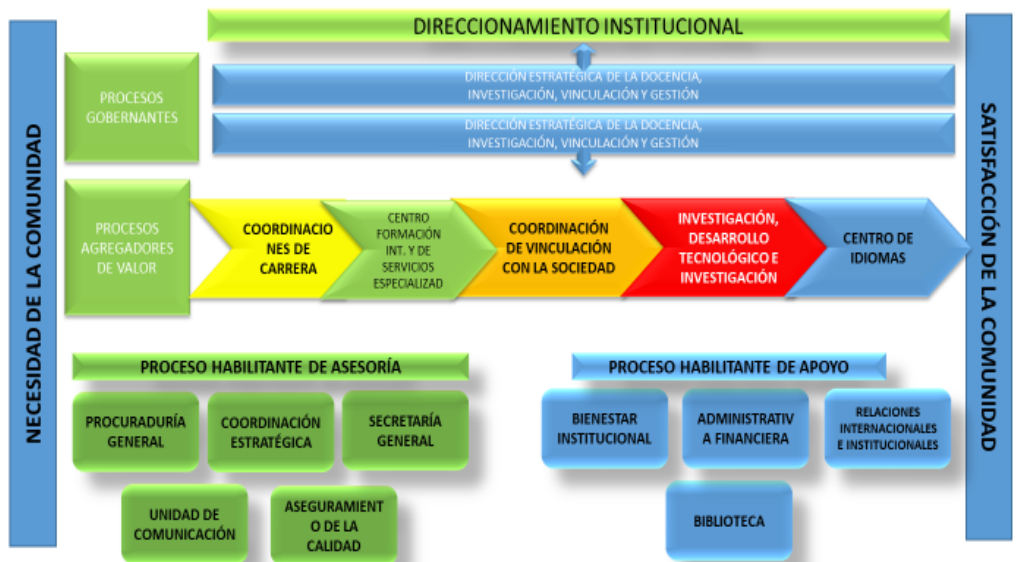 NECESIDAD DE LA COMUNIDAD
DIRECCIONAMIENTO INSTITUCIONAL
PROCESOS
GOBERNANTES
DIRECCIÓN ESTRATÉGICA DE LA DOCENCIA,
INVESTIGACIÓN, VINCULACIÓN Y GESTIÓN
DIRECCIÓN ESTRATÉGICA DE LA DOCENCIA,
INVESTIGACIÓN, VINCULACIÓN Y GESTIÓN
PROCESOS
AGREGADORES
DE VALOR
COORDINACIO
NES DE
CARRERA
CENTRO
FORMACIÓN
INT. Y DE
SERVICIOS
ESPECIALIZAD
COORDINACIÓN
DE VINCULACIÓN
CON LA SOCIEDAD
INVESTIGACIÓN,
DESARROLLO
TECNOLÓGICO E
INVESTIGACIÓN
CENTRO DE
IDIOMAS
PROCESO HABILITANTE DE ASESORÍA
PROCURADURÍA
GENERAL
COORDINACIÓN
ESTRATÉGICA
SECRETARÍA
GENERAL
UNIDAD DE
COMUNICACIÓN
ASEGURAMIENT
O DE LA
CALIDAD
PROCESO HABILITANTE DE APOYO
BIENESTAR
INSTITUCIONAL
ADMINISTRATIV
A FINANCIERA
RELACIONES
INTERNACIONALES
E INSTITUCIONALES
BIBLIOTECA
SATISFACCIÓN DE LA COMUNIDAD